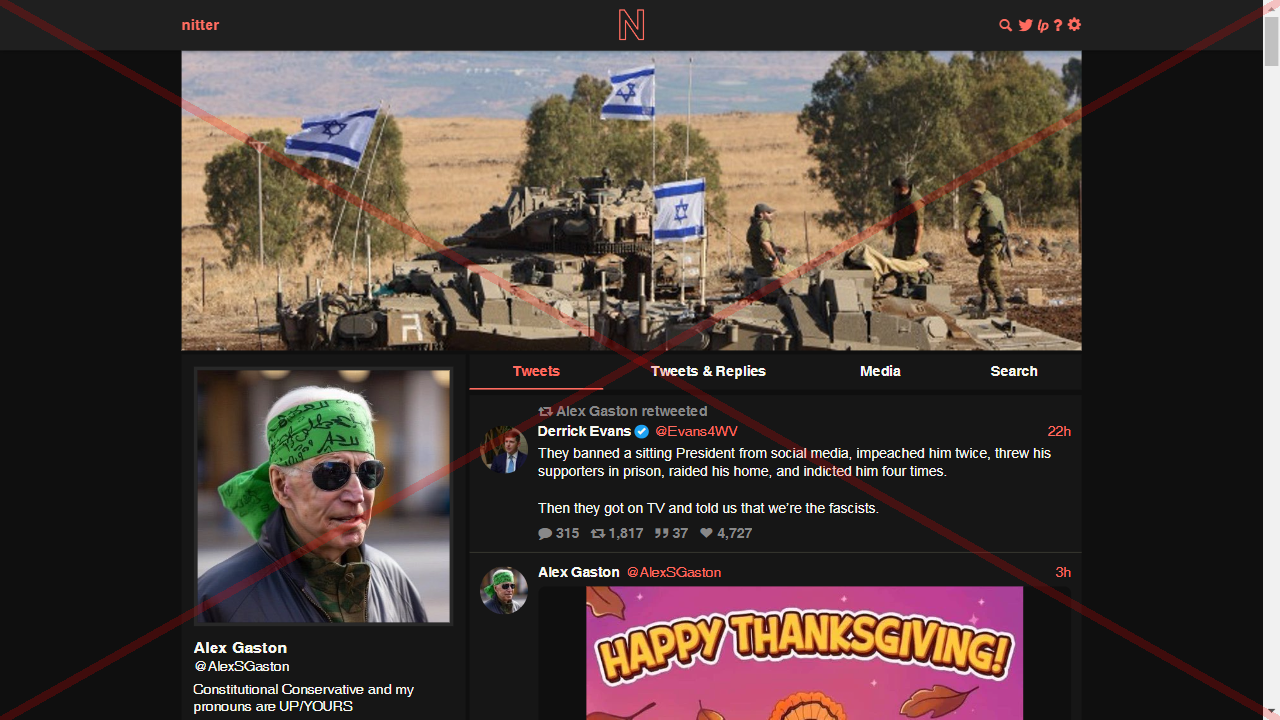 nitter
N
lp ?
Tweets
Tweets & Replies
Media
Search
Alex Gaston retweeted
Derrick Evans @Evans4WV 22h
They banned a sitting President from social media, impeached him twice, threw his
supporters in prison, raided his home, and indicted him four times.
Then they got on TV and told us that we're the fascists.
315 1,817 37 4,727
Alex Gaston @AlexSGaston 3h
HAPPY THANKSGIVING!
Alex Gaston
@AlexSGaston
Constitutional Conservative and my
pronouns are UP/YOURS